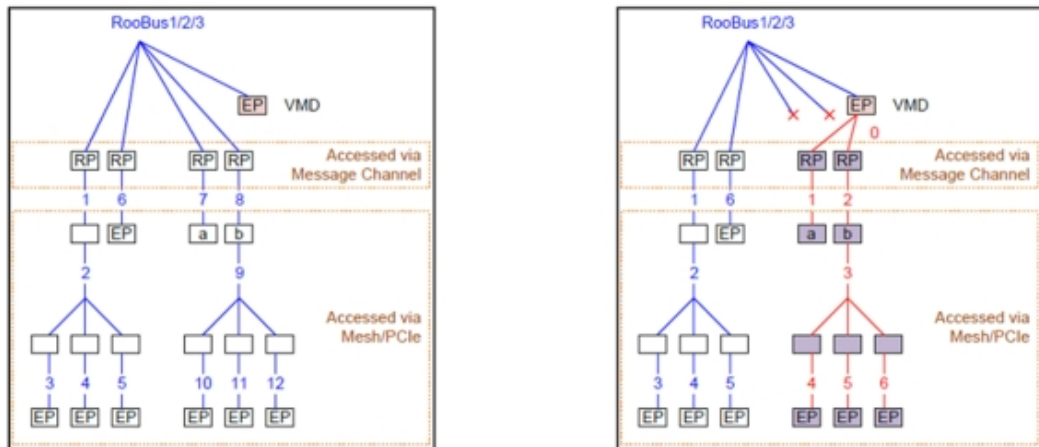 RooBus1/2/3
EP VMD
RP RP RP RP
Accessed via
Message Channel
1 6 7 8
EP a b
2 9
Accessed via
Mesh/PCIe
3 4 5 10 11 12
EP EP EP EP EP EP
RooBus1/2/3
EP VMD
0
RP RP RP RP
Accessed via
Message Channel
1 6 1 2
EP a b
2 3
Accessed via
Mesh/PCIe
3 4 5 4 5 6
EP EP EP EP EP EP